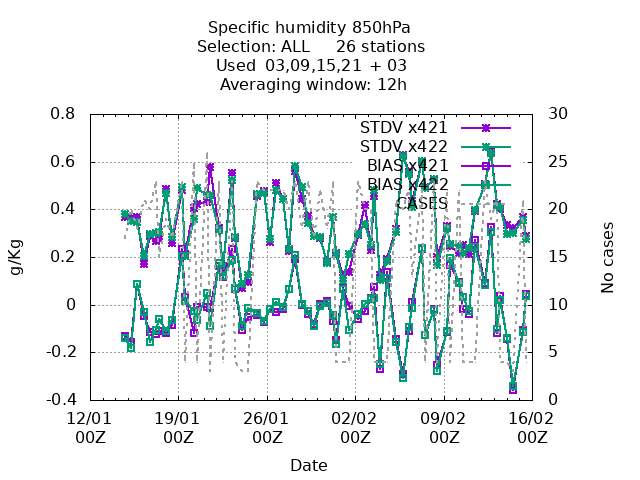 Specific humidity 850hPa
Selection: ALL     26 stations
Used  03,09,15,21 + 03
Averaging window: 12h
0.8
0.6
0.4
0.2
0
-0.2
-0.4
30
25
20
15
10
5
0
g/Kg
No cases
STDV x421
STDV x422
BIAS x421
BIAS x422
CASES
12/01 19/01 26/01 02/02 09/02 16/02
00Z 00Z 00Z 00Z 00Z 00Z
Date